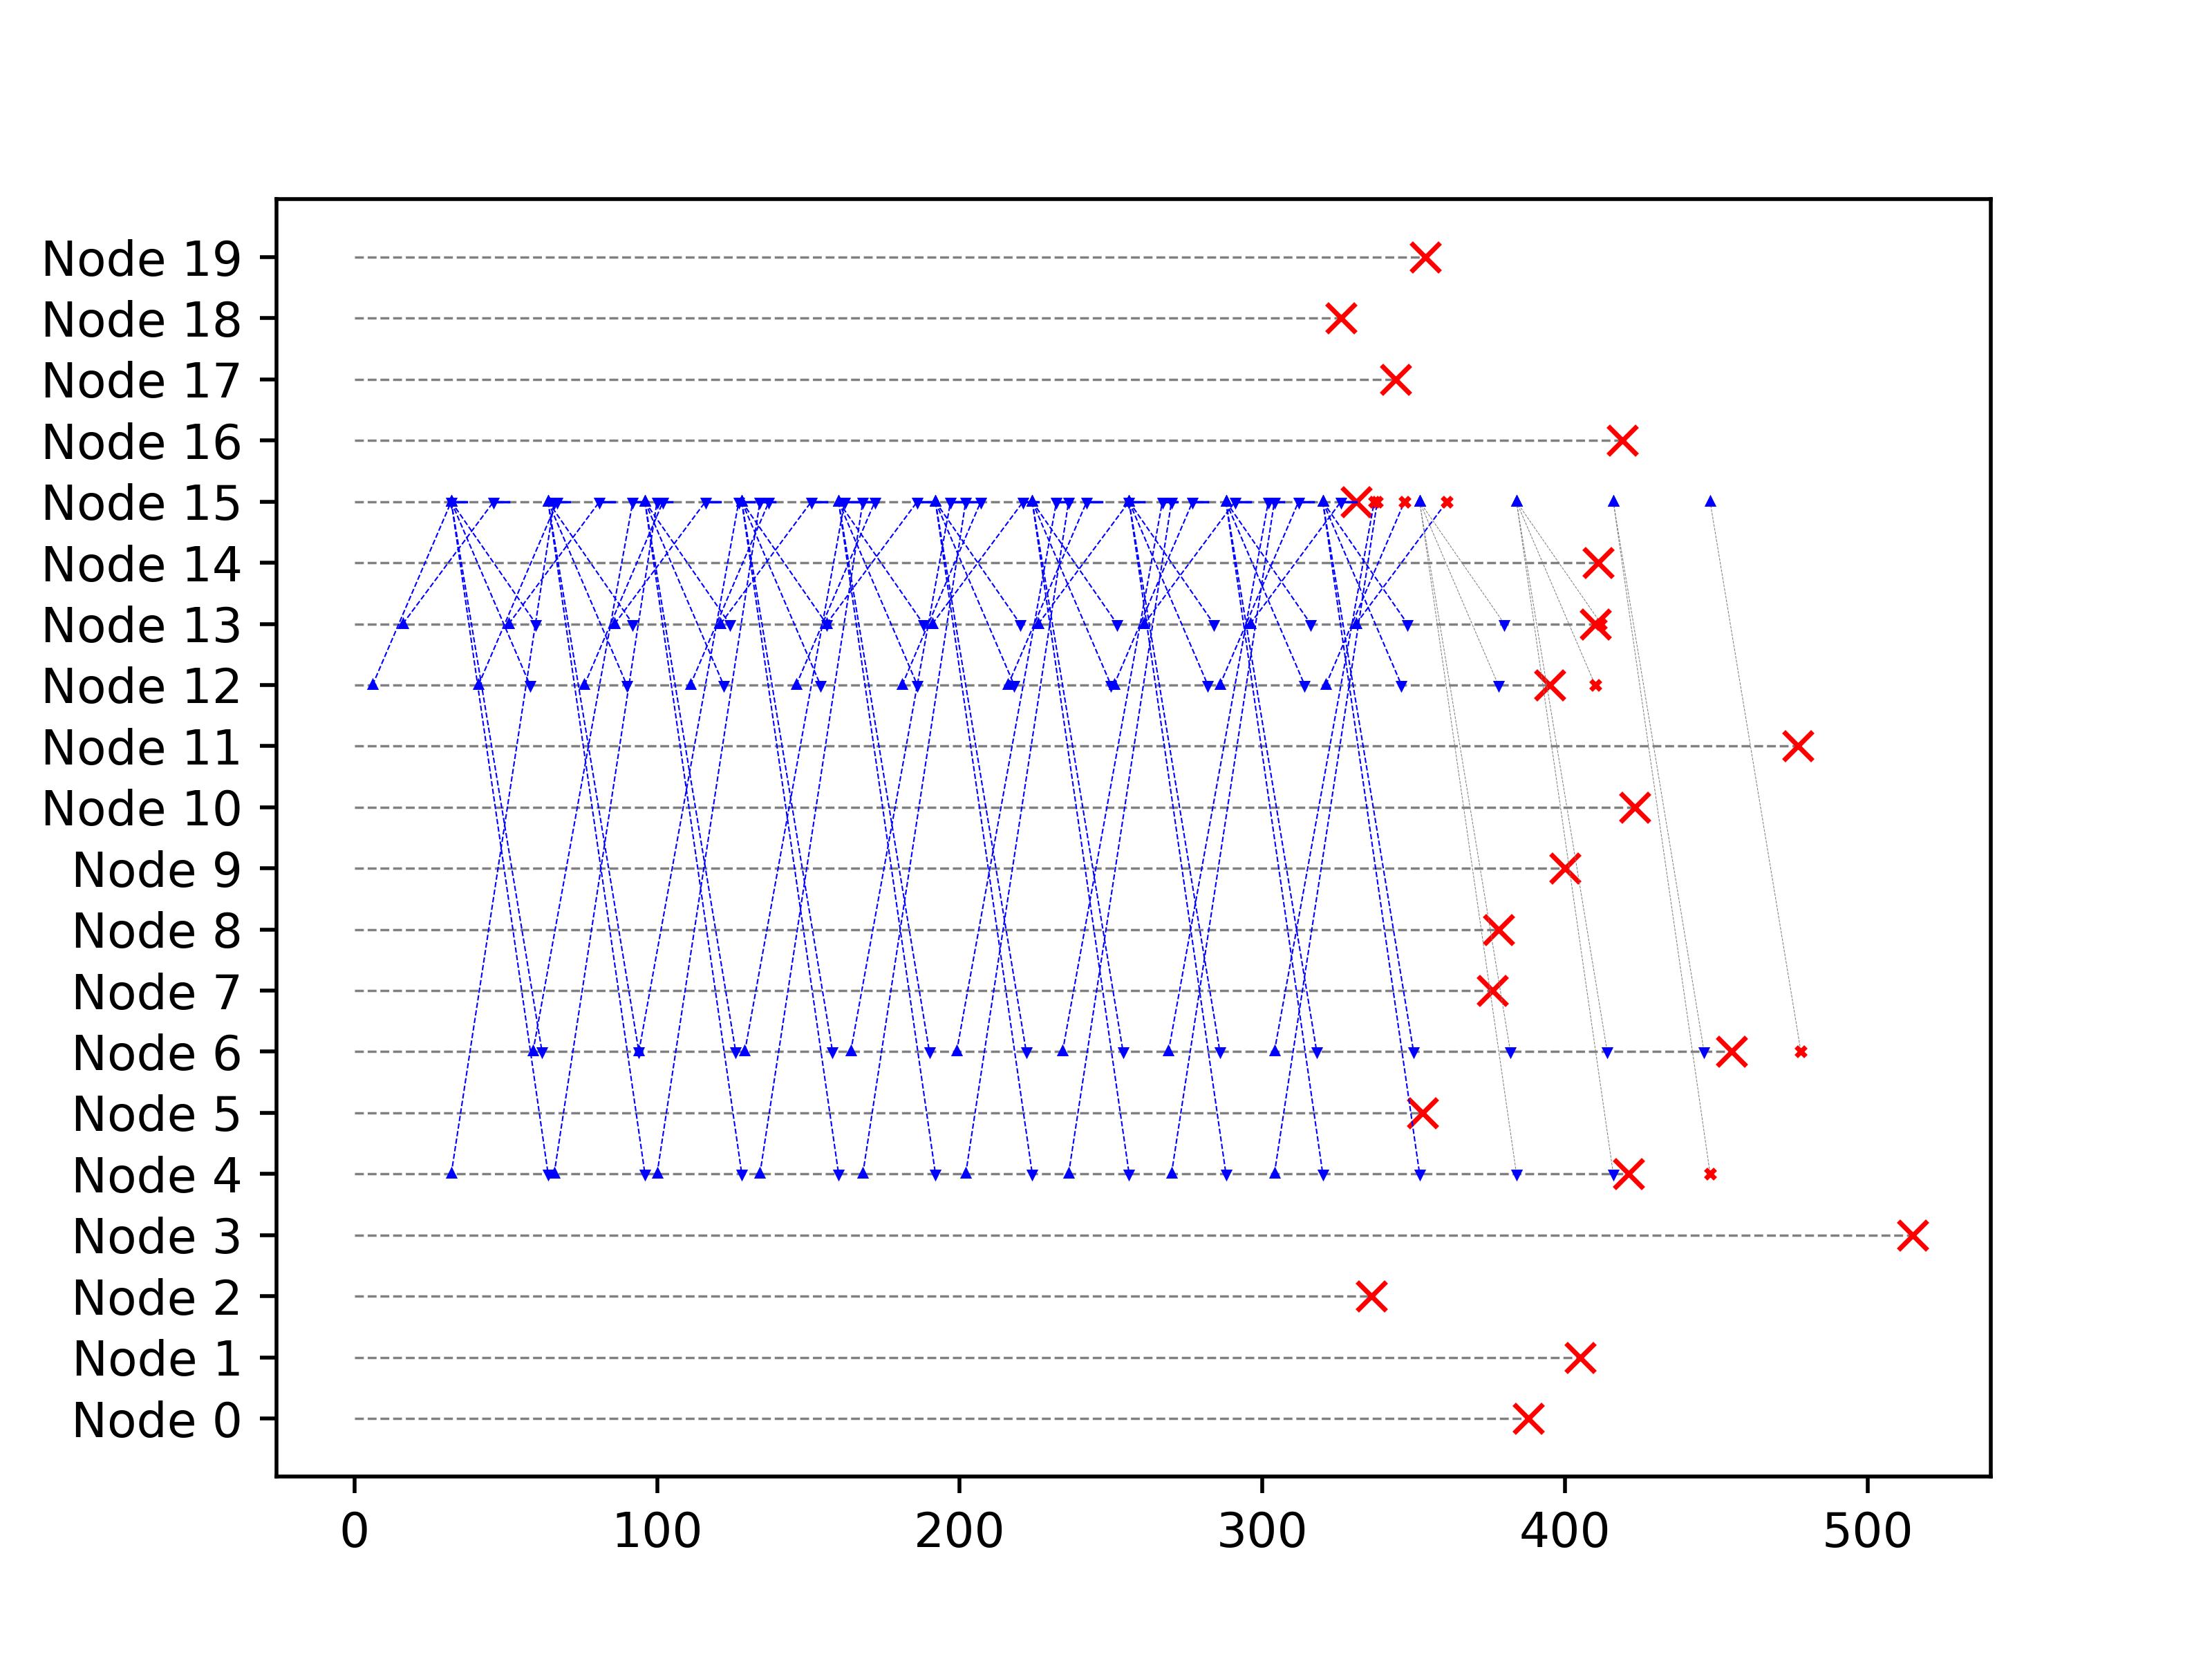 Node 19
Node 18
Node 17
Node 16
Node 15
Node 14
Node 13
Node 12
Node 11
Node 10
Node 9
Node 8
Node 7
Node 6
Node 5
Node 4
Node 3
Node 2
Node 1
Node 0
0 100 200 300 400 500